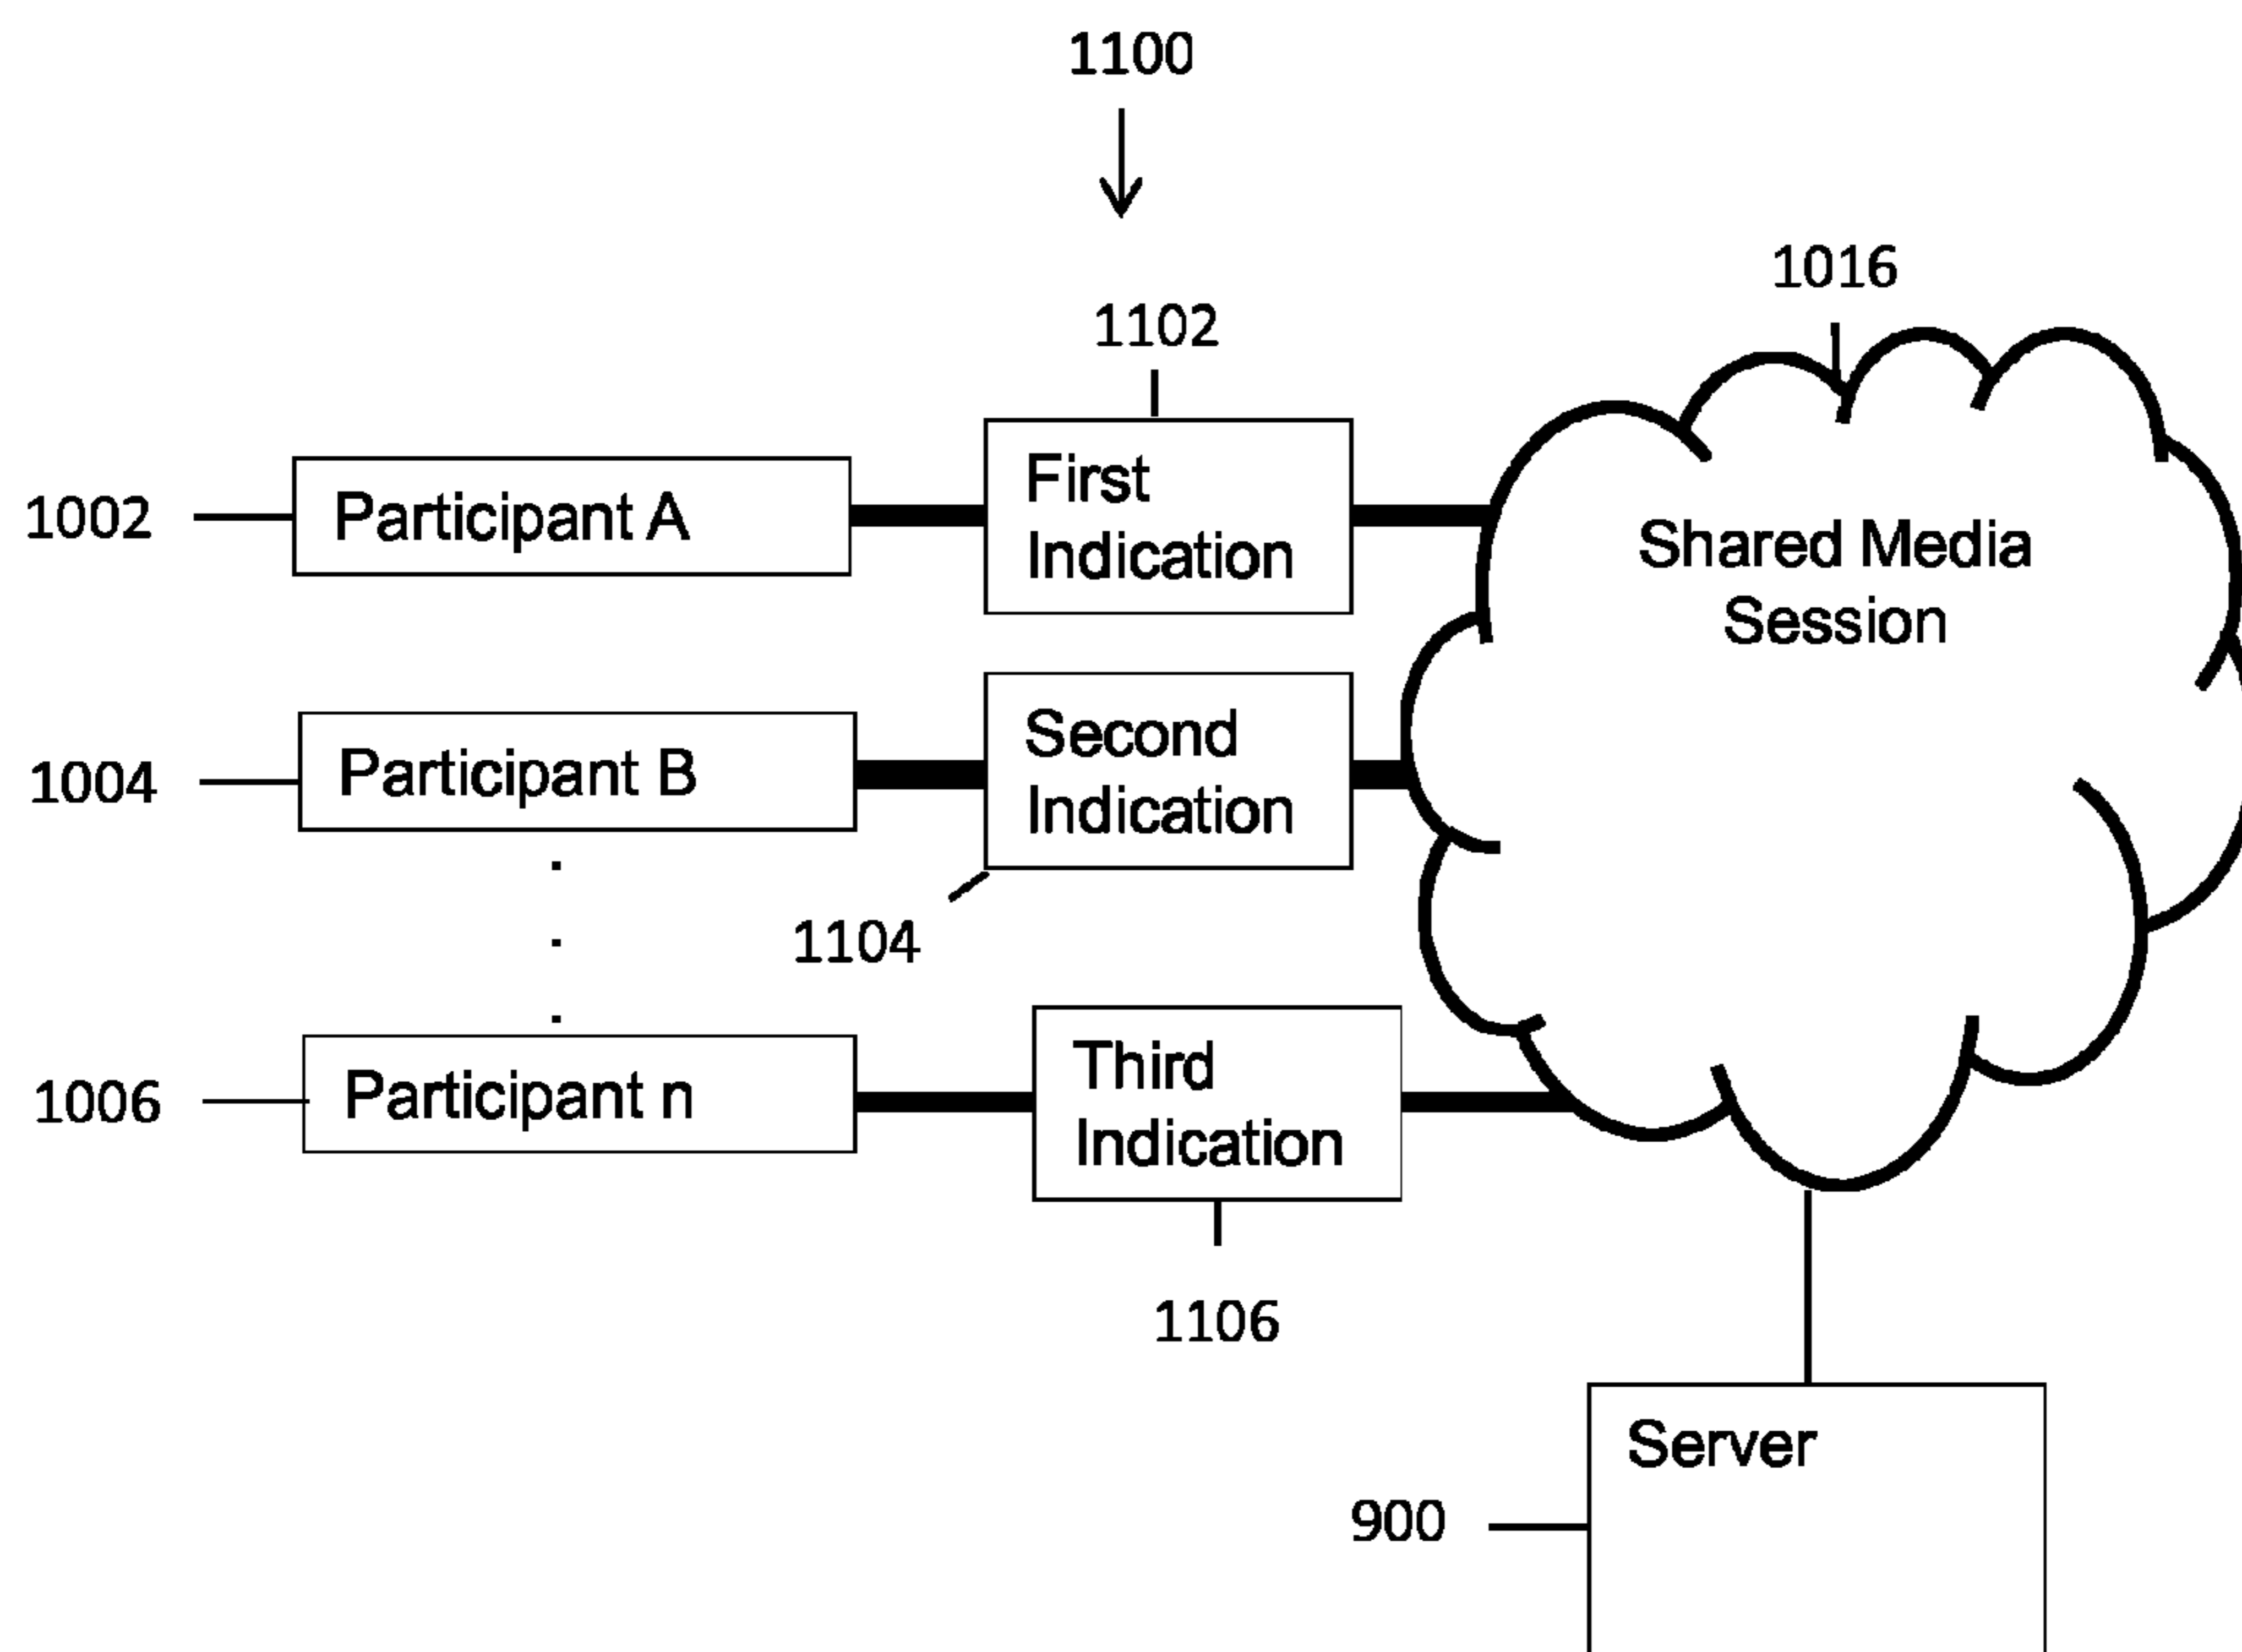 1100
1016
1102
1002
Participant A
First
Indication
Shared Media
Session
1004
Participant B
Second
Indication
1104
1006
Participant n
Third
Indication
1106
Server
900